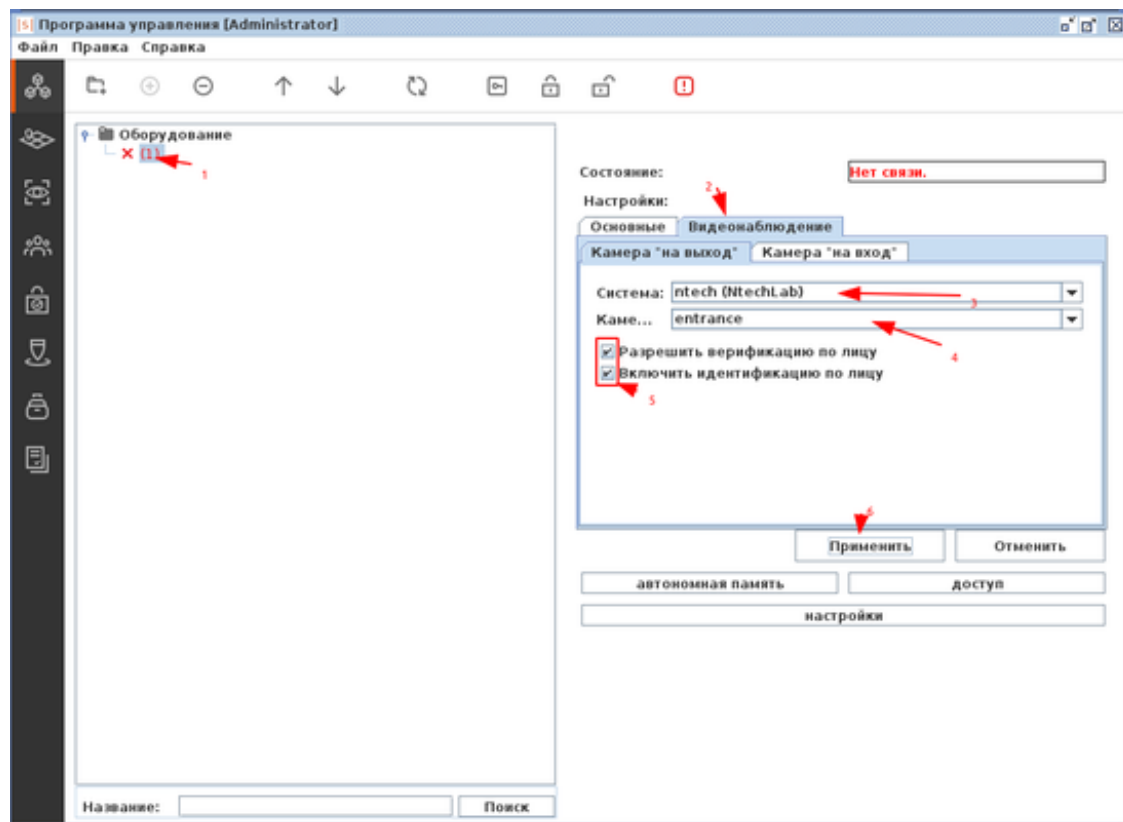 [S] Программа управления [Administrator]
Файл Правка Справка
Оборудование
(1)
1
Состояние: Нет связи.
2
Настройки:
Основные Видеонаблюдение
Камера "на выход" Камера "на вход"
Система: ntech (NtechLab)
3
Каме... entrance
4
Разрешить верификацию по лицу
Включить идентификацию по лицу
5
6
Применить Отменить
автономная память доступ
настройки
Название: Поиск